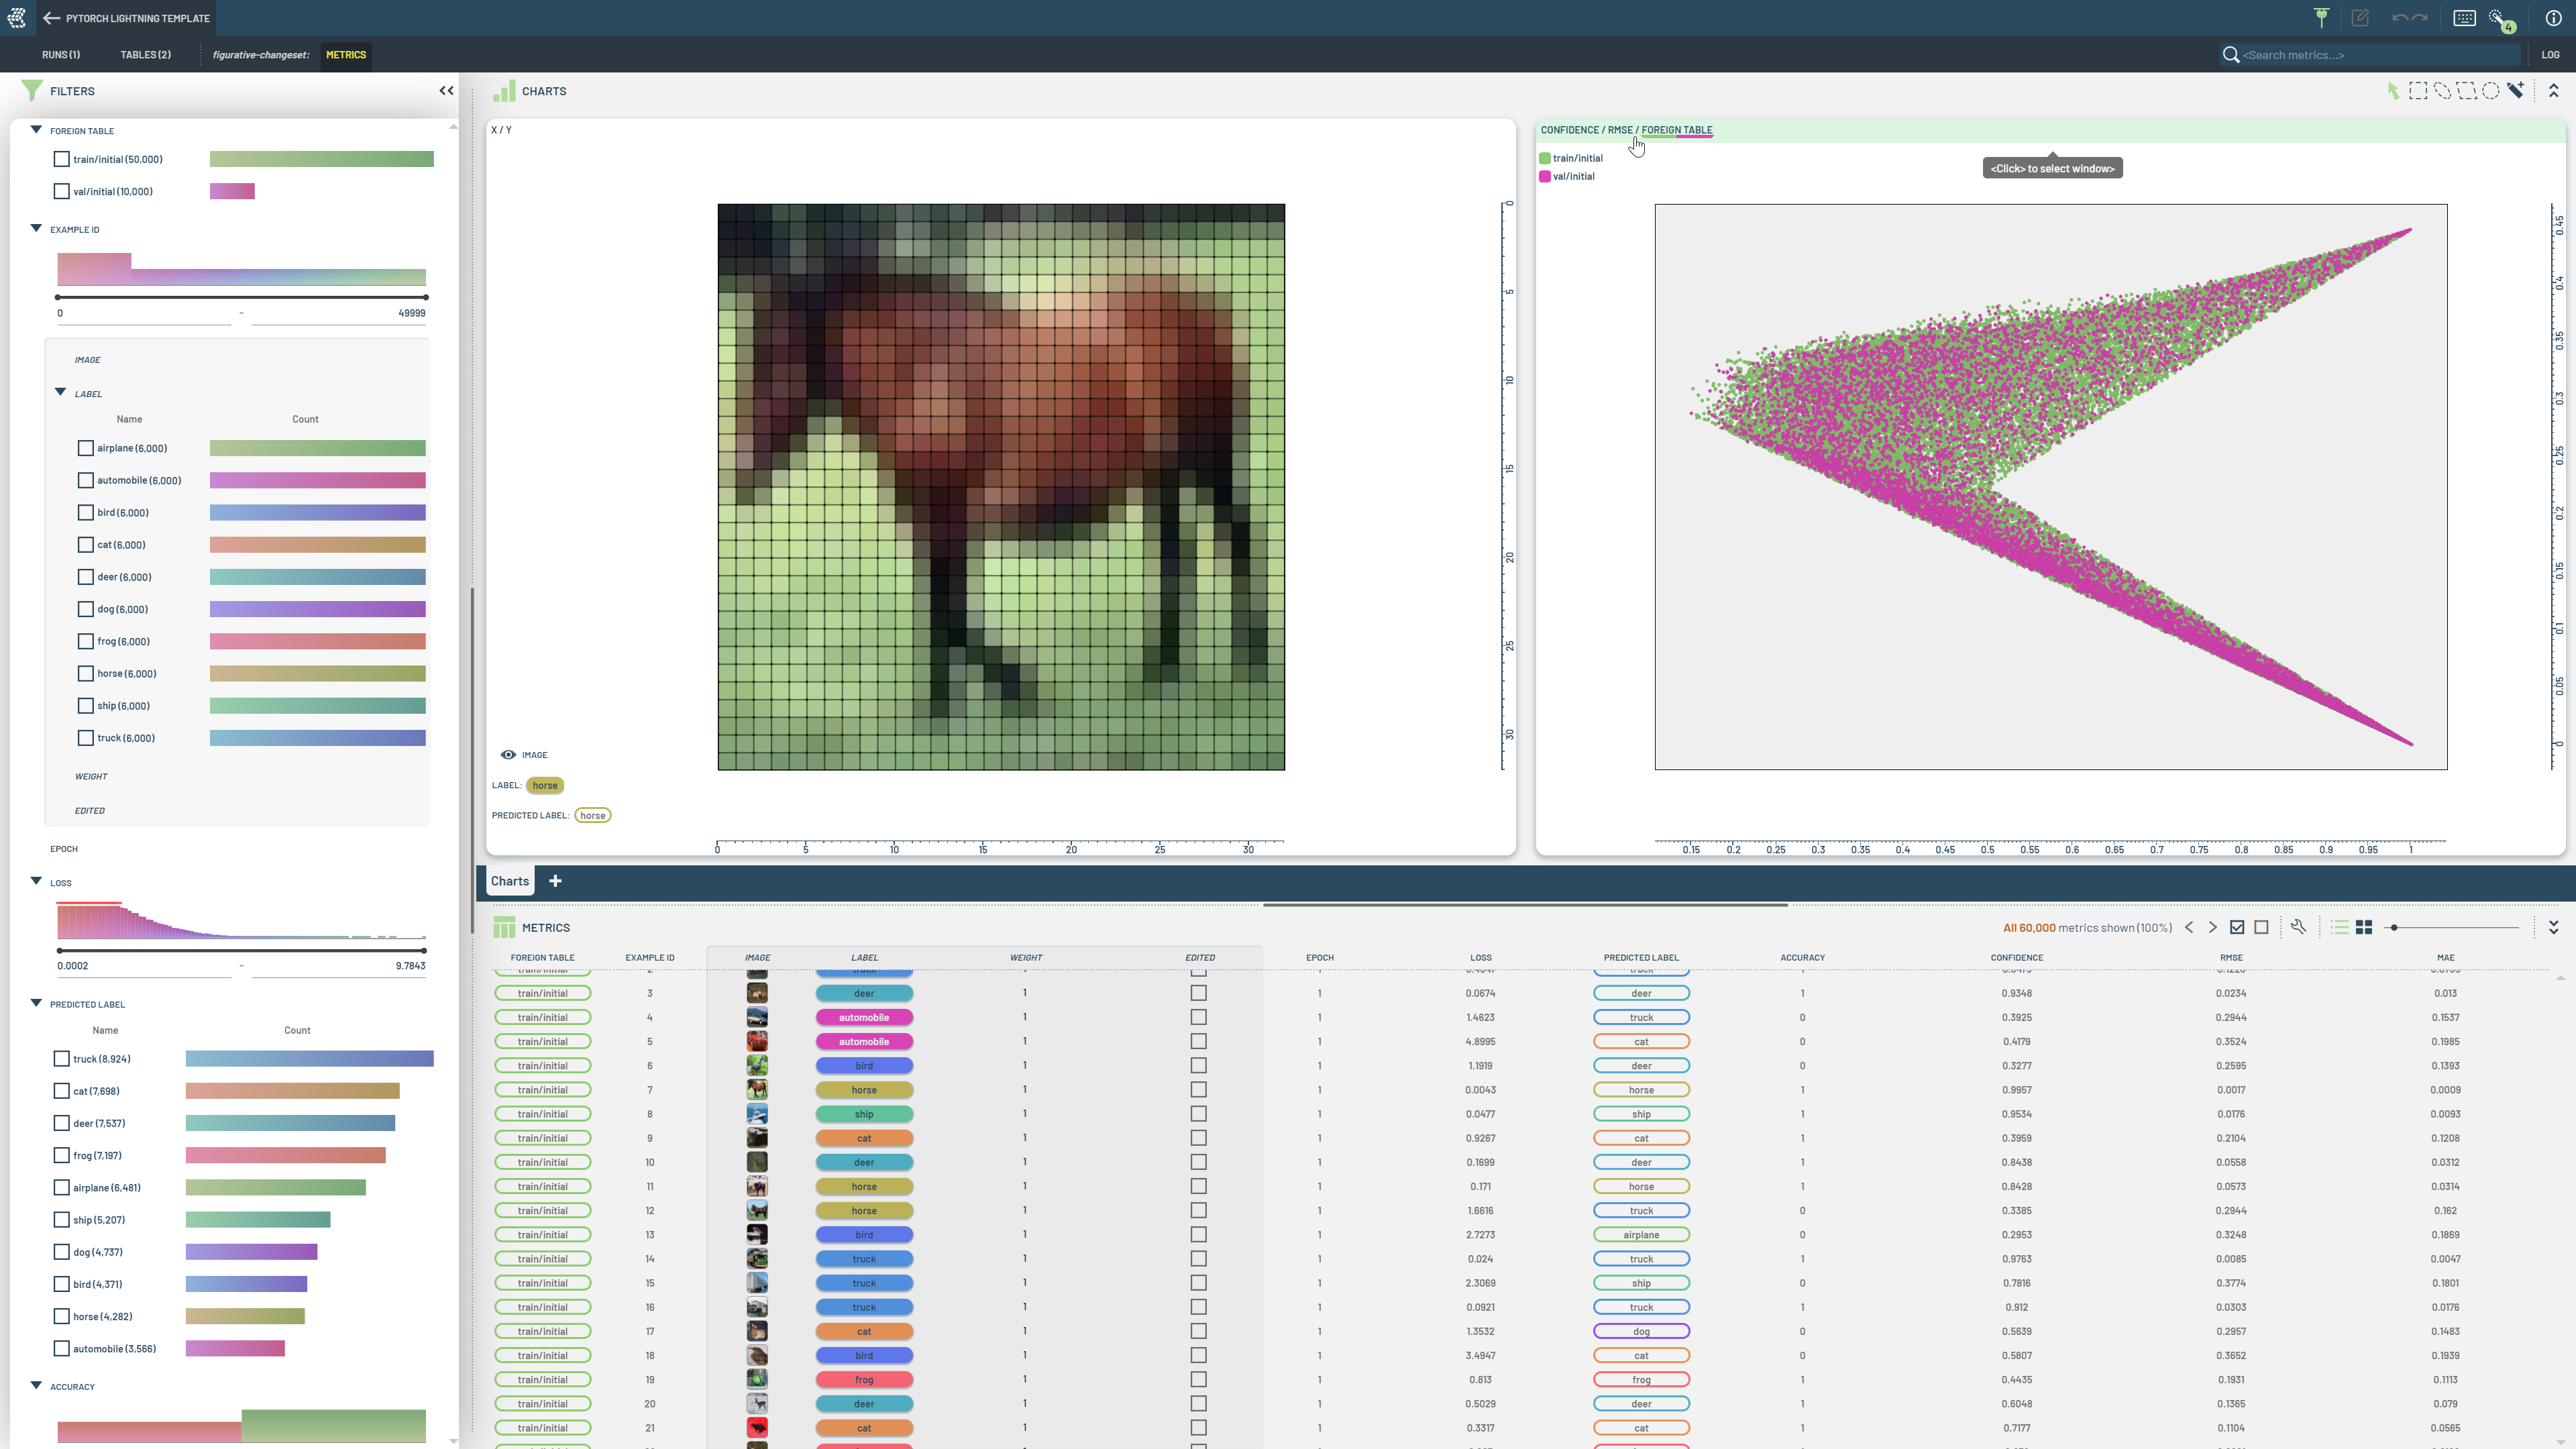 PYTORCH LIGHTNING TEMPLATE
4
RUNS (1) TABLES (2) figurative-changeset: METRICS <Search metrics...> LOG
FILTERS
FOREIGN TABLE
train/initial (50,000)
val/initial (10,000)
EXAMPLE ID
0 - 49999
IMAGE
LABEL
Name Count
airplane (6,000)
automobile (6,000)
bird (6,000)
cat (6,000)
deer (6,000)
dog (6,000)
frog (6,000)
horse (6,000)
ship (6,000)
truck (6,000)
WEIGHT
EDITED
EPOCH
LOSS
0.0002 - 9.7843
PREDICTED LABEL
Name Count
truck (8,924)
cat (7,698)
deer (7,537)
frog (7,197)
airplane (6,481)
ship (5,207)
dog (4,737)
bird (4,371)
horse (4,282)
automobile (3,566)
ACCURACY
CHARTS
X / Y
0
5
10
15
20
25
30
IMAGE
LABEL: horse
PREDICTED LABEL: horse
0 5 10 15 20 25 30
CONFIDENCE / RMSE / FOREIGN TABLE
train/initial
val/initial
<Click> to select window>
0.45
0.4
0.35
0.3
0.25
0.2
0.15
0.1
0.05
0
0.15 0.2 0.25 0.3 0.35 0.4 0.45 0.5 0.55 0.6 0.65 0.7 0.75 0.8 0.85 0.9 0.95 1
Charts +
METRICS
All 60,000 metrics shown (100%)
FOREIGN TABLE EXAMPLE ID IMAGE LABEL WEIGHT EDITED EPOCH LOSS PREDICTED LABEL ACCURACY CONFIDENCE RMSE MAE
train/initial 3 deer 1 1 0.0674 deer 1 0.9348 0.0234 0.013
train/initial 4 automobile 1 1 1.4623 truck 0 0.3925 0.2944 0.1537
train/initial 5 automobile 1 1 4.8995 cat 0 0.4179 0.3524 0.1985
train/initial 6 bird 1 1 1.1919 deer 0 0.3277 0.2595 0.1393
train/initial 7 horse 1 1 0.0043 horse 1 0.9957 0.0017 0.0009
train/initial 8 ship 1 1 0.0477 ship 1 0.9534 0.0176 0.0093
train/initial 9 cat 1 1 0.9267 cat 1 0.3959 0.2104 0.1208
train/initial 10 deer 1 1 0.1699 deer 1 0.8438 0.0558 0.0312
train/initial 11 horse 1 1 0.171 horse 1 0.8428 0.0573 0.0314
train/initial 12 horse 1 1 1.6616 truck 0 0.3385 0.2944 0.162
train/initial 13 bird 1 1 2.7273 airplane 0 0.2953 0.3248 0.1869
train/initial 14 truck 1 1 0.024 truck 1 0.9763 0.0085 0.0047
train/initial 15 truck 1 1 2.3069 ship 0 0.7816 0.3774 0.1801
train/initial 16 truck 1 1 0.0921 truck 1 0.912 0.0303 0.0176
train/initial 17 cat 1 1 1.3532 dog 0 0.5639 0.2957 0.1483
train/initial 18 bird 1 1 3.4947 cat 0 0.5807 0.3652 0.1939
train/initial 19 frog 1 1 0.813 frog 1 0.4435 0.1931 0.1113
train/initial 20 deer 1 1 0.5029 deer 1 0.6048 0.1365 0.079
train/initial 21 cat 1 1 0.3317 cat 1 0.7177 0.1104 0.0565